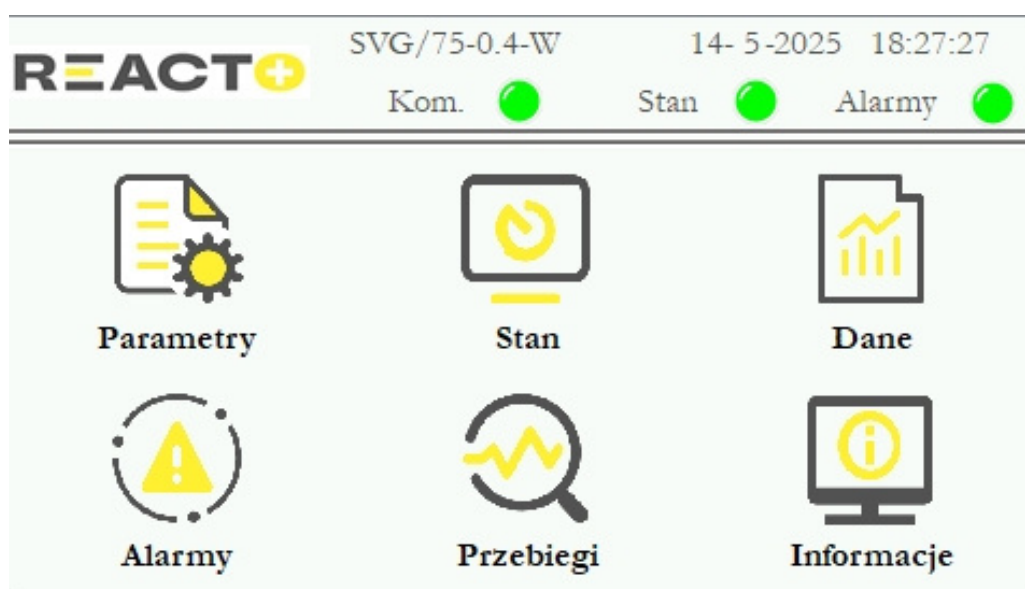 REACT+
SVG/75-0.4-W 14- 5 -2025 18:27:27
Kom. Stan Alarmy
Parametry Stan Dane
Alarmy Przebiegi Informacje